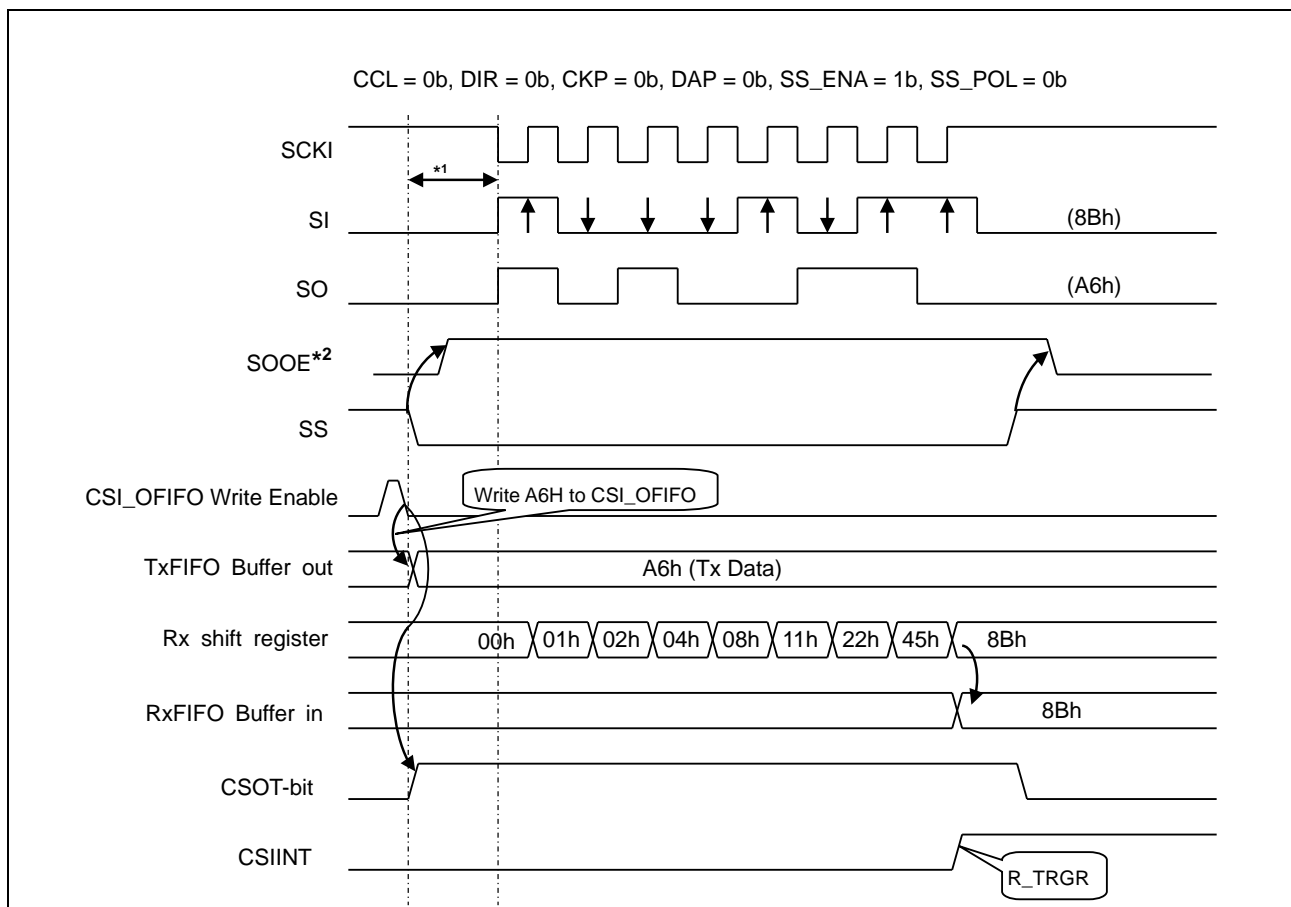 CCL = 0b, DIR = 0b, CKP = 0b, DAP = 0b, SS_ENA = 1b, SS_POL = 0b
SCKI
*1
SI
(8Bh)
SO
(A6h)
SOOE*2
SS
CSI_OFIFO Write Enable
Write A6H to CSI_OFIFO
TxFIFO Buffer out
A6h (Tx Data)
Rx shift register
00h 01h 02h 04h 08h 11h 22h 45h 8Bh
RxFIFO Buffer in
8Bh
CSOT-bit
CSIINT
R_TRGR